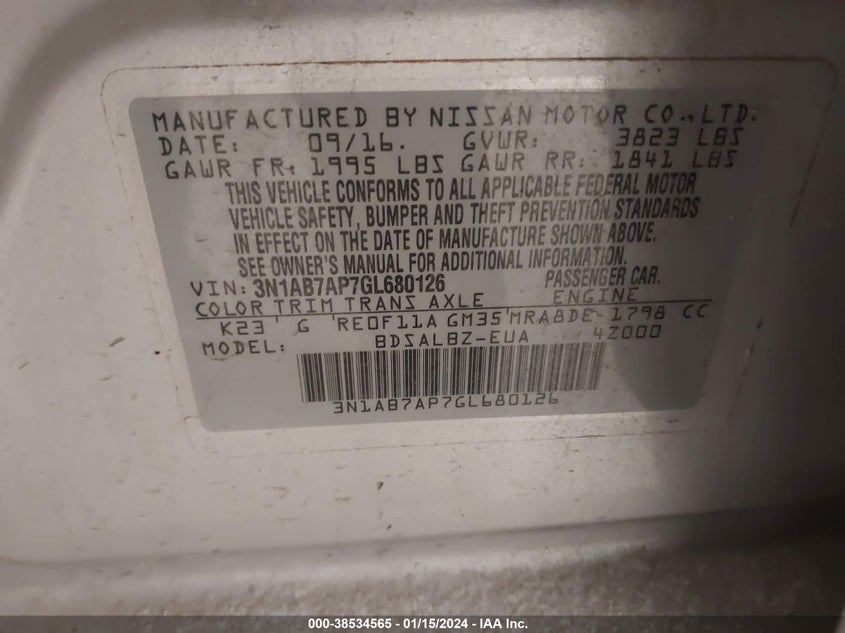 MANUFACTURED BY NISSAN MOTOR CO., LTD.
DATE: 09/16. GVWR: 3823 LBS
GAWR FR: 1995 LBS GAWR RR: 1841 LBS
THIS VEHICLE CONFORMS TO ALL APPLICABLE FEDERAL MOTOR
VEHICLE SAFETY, BUMPER AND THEFT PREVENTION STANDARDS
IN EFFECT ON THE DATE OF MANUFACTURE SHOWN ABOVE.
SEE OWNER'S MANUAL FOR ADDITIONAL INFORMATION.
VIN: 3N1AB7AP7GL680126 PASSENGER CAR.
COLOR TRIM TRANS AXLE ENGINE
K23 ' G 'RE0F11A GM35'MRA8DE 1798 CC
MODEL: BDSALBZ-EUA 4Z000
3N1AB7AP7GL680126
000-38534565 - 01/15/2024 - IAA Inc.